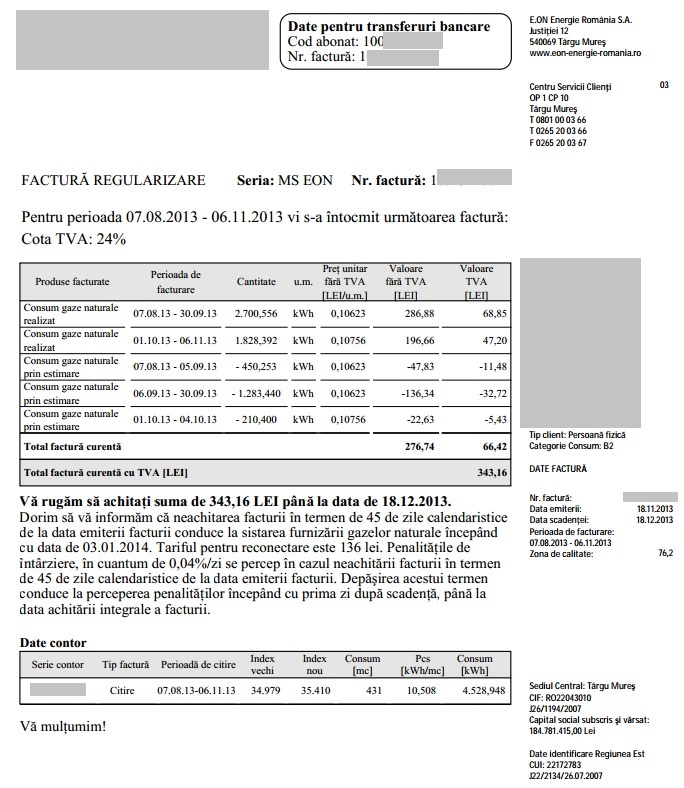 Date pentru transferuri bancare
Cod abonat: 100
Nr. factură: 1
E.ON Energie România S.A.
Justiţiei 12
540069 Târgu Mureş
www.eon-energie-romania.ro
Centru Servicii Clienţi 03
OP 1 CP 10
Târgu Mureş
T 0801 00 03 66
T 0265 20 03 66
F 0265 20 03 67
FACTURĂ REGULARIZARE Seria: MS EON Nr. factură: 1
Pentru perioada 07.08.2013 - 06.11.2013 vi s-a întocmit următoarea factură:
Cota TVA: 24%
Produse facturate Perioada de facturare Cantitate u.m. Preţ unitar fără TVA [LEI/u.m.] Valoare fără TVA [LEI] Valoare TVA [LEI]
Consum gaze naturale realizat 07.08.13 - 30.09.13 2.700,556 kWh 0,10623 286,88 68,85
Consum gaze naturale realizat 01.10.13 - 06.11.13 1.828,392 kWh 0,10756 196,66 47,20
Consum gaze naturale prin estimare 07.08.13 - 05.09.13 - 450,253 kWh 0,10623 -47,83 -11,48
Consum gaze naturale prin estimare 06.09.13 - 30.09.13 - 1.283,440 kWh 0,10623 -136,34 -32,72
Consum gaze naturale prin estimare 01.10.13 - 04.10.13 - 210,400 kWh 0,10756 -22,63 -5,43
Total factură curentă 276,74 66,42
Total factură curentă cu TVA [LEI] 343,16
Tip client: Persoană fizică
Categorie Consum: B2
DATE FACTURĂ
Nr. factură:
Data emiterii: 18.11.2013
Data scadenţei: 18.12.2013
Perioada de facturare:
07.08.2013 - 06.11.2013
Zona de calitate: 76,2
Vă rugăm să achitaţi suma de 343,16 LEI până la data de 18.12.2013.
Dorim să vă informăm că neachitarea facturii în termen de 45 de zile calendaristice
de la data emiterii facturii conduce la sistarea furnizării gazelor naturale începând
cu data de 03.01.2014. Tariful pentru reconectare este 136 lei. Penalităţile de
întârziere, în cuantum de 0,04%/zi se percep în cazul neachitării facturii în termen
de 45 de zile calendaristice de la data emiterii facturii. Depăşirea acestui termen
conduce la perceperea penalităţilor începând cu prima zi după scadenţă, până la
data achitării integrale a facturii.
Date contor
Serie contor Tip factură Perioadă de citire Index vechi Index nou Consum [mc] Pcs [kWh/mc] Consum [kWh]
Citire 07.08.13-06.11.13 34.979 35.410 431 10,508 4.528,948
Vă mulţumim!
Sediul Central: Târgu Mureş
CIF: RO22043010
J26/1194/2007
Capital social subscris şi vărsat:
184.781.415,00 Lei
Date identificare Regiunea Est
CUI: 22172783
J22/2134/26.07.2007